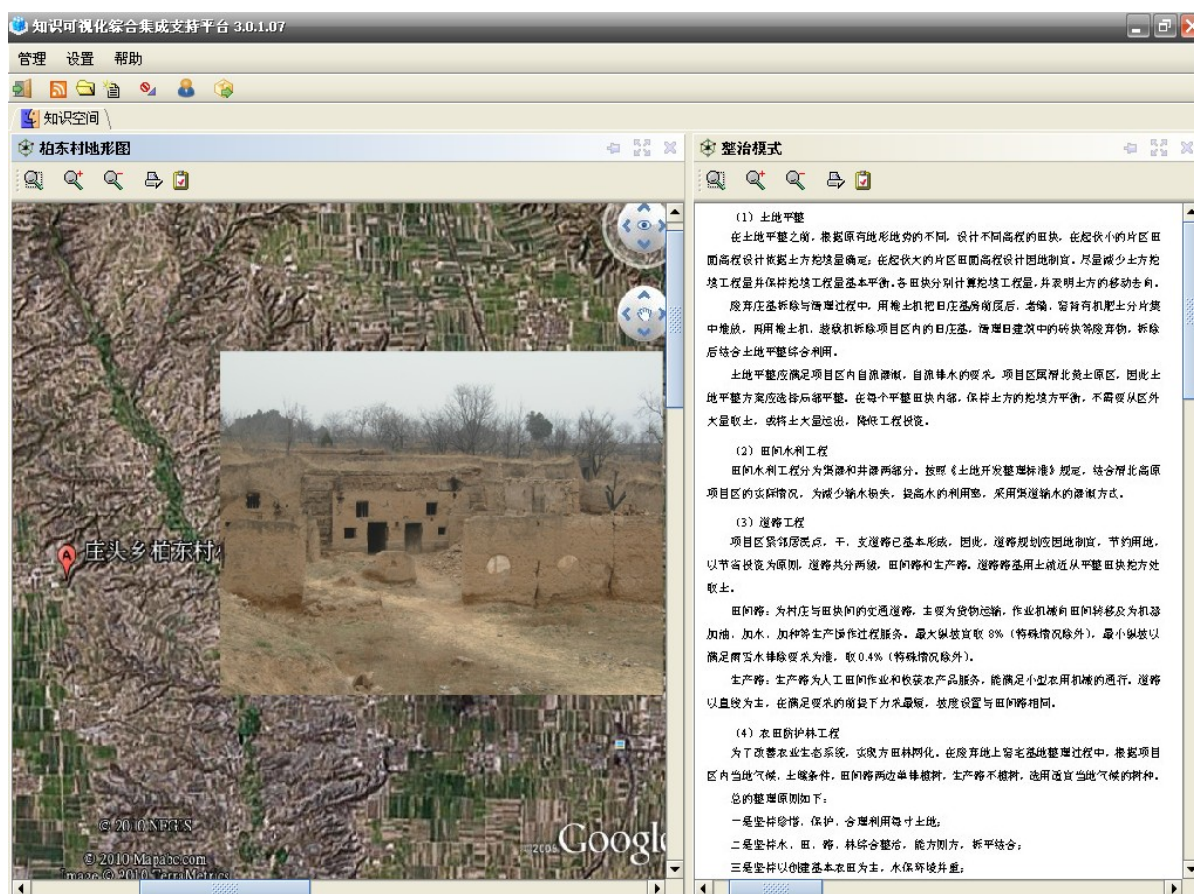 知识可视化综合集成支持平台 3.0.1.07
管理 设置 帮助
知识空间
柏东村地形图
庄头乡柏东村
A
© 2010 NFGIS
© 2010 Mapabc.com
Image © 2010 TerraMetrics
©2005 Google
整治模式
(1) 土地平整
在土地平整之前,根据原有地形地势的不同,设计不同高程的田块,在起伏小的片区田
面高程设计依据土方挖填量确定;在起伏大的片区田面高程设计因地制宜。尽量减少土方挖
填工程量并保持挖填工程量基本平衡。各田块分别计算挖填工程量,并表明土方的移动去向。
废弃庄基拆除与清理过程中,用推土机把旧庄基房前屋后、老墙、窑背有机肥土分片集
中堆放,再用推土机、装载机拆除项目区内的旧庄基,清理旧建筑中的砖块等废弃物,拆除
后结合土地平整综合利用。
土地平整应满足项目区内自流灌溉,自流排水的要求,项目区属渭北黄土原区,因此土
地平整方案应选择局部平整。在每个平整田块内部,保持土方的挖填方平衡,不需要从区外
大量取土,或将土大量运出,降低工程投资。
(2) 田间水利工程
田间水利工程分为渠灌和井灌两部分。按照《土地开发整理标准》规定,结合渭北高原
项目区的实际情况,为减少输水损失,提高水的利用率,采用渠道输水的灌溉方式。
(3) 道路工程
项目区紧邻居民点,干、支道路已基本形成,因此,道路规划应因地制宜,节约用地,
以节省投资为原则,道路共分两级,田间路和生产路。道路路基用土就近从平整田块挖方处
取土。
田间路:为村庄与田块间的交通道路,主要为货物运输,作业机械向田间转移及为机器
加油、加水、加种等生产操作过程服务。最大纵坡宜取 8% (特殊情况除外),最小纵坡以
满足雨雪水排除要求为准,取 0.4% (特殊情况除外)。
生产路:生产路为人工田间作业和收获农产品服务,能满足小型农用机械的通行。道路
以直线为主,在满足要求的前提下力求最短,坡度设置与田间路相同。
(4) 农田防护林工程
为了改善农业生态系统,实现方田林网化。在废弃地上窑宅基地整理过程中,根据项目
区内当地气候、土壤条件,田间路两边单排植树,生产路不植树,选用适宜当地气候的树种。
总的整理原则如下:
一是坚持珍惜、保护、合理利用每寸土地;
二是坚持水、田、路、林综合整治,能方则方,拆平结合;
三是坚持以创建基本农田为主,水保环境并重;